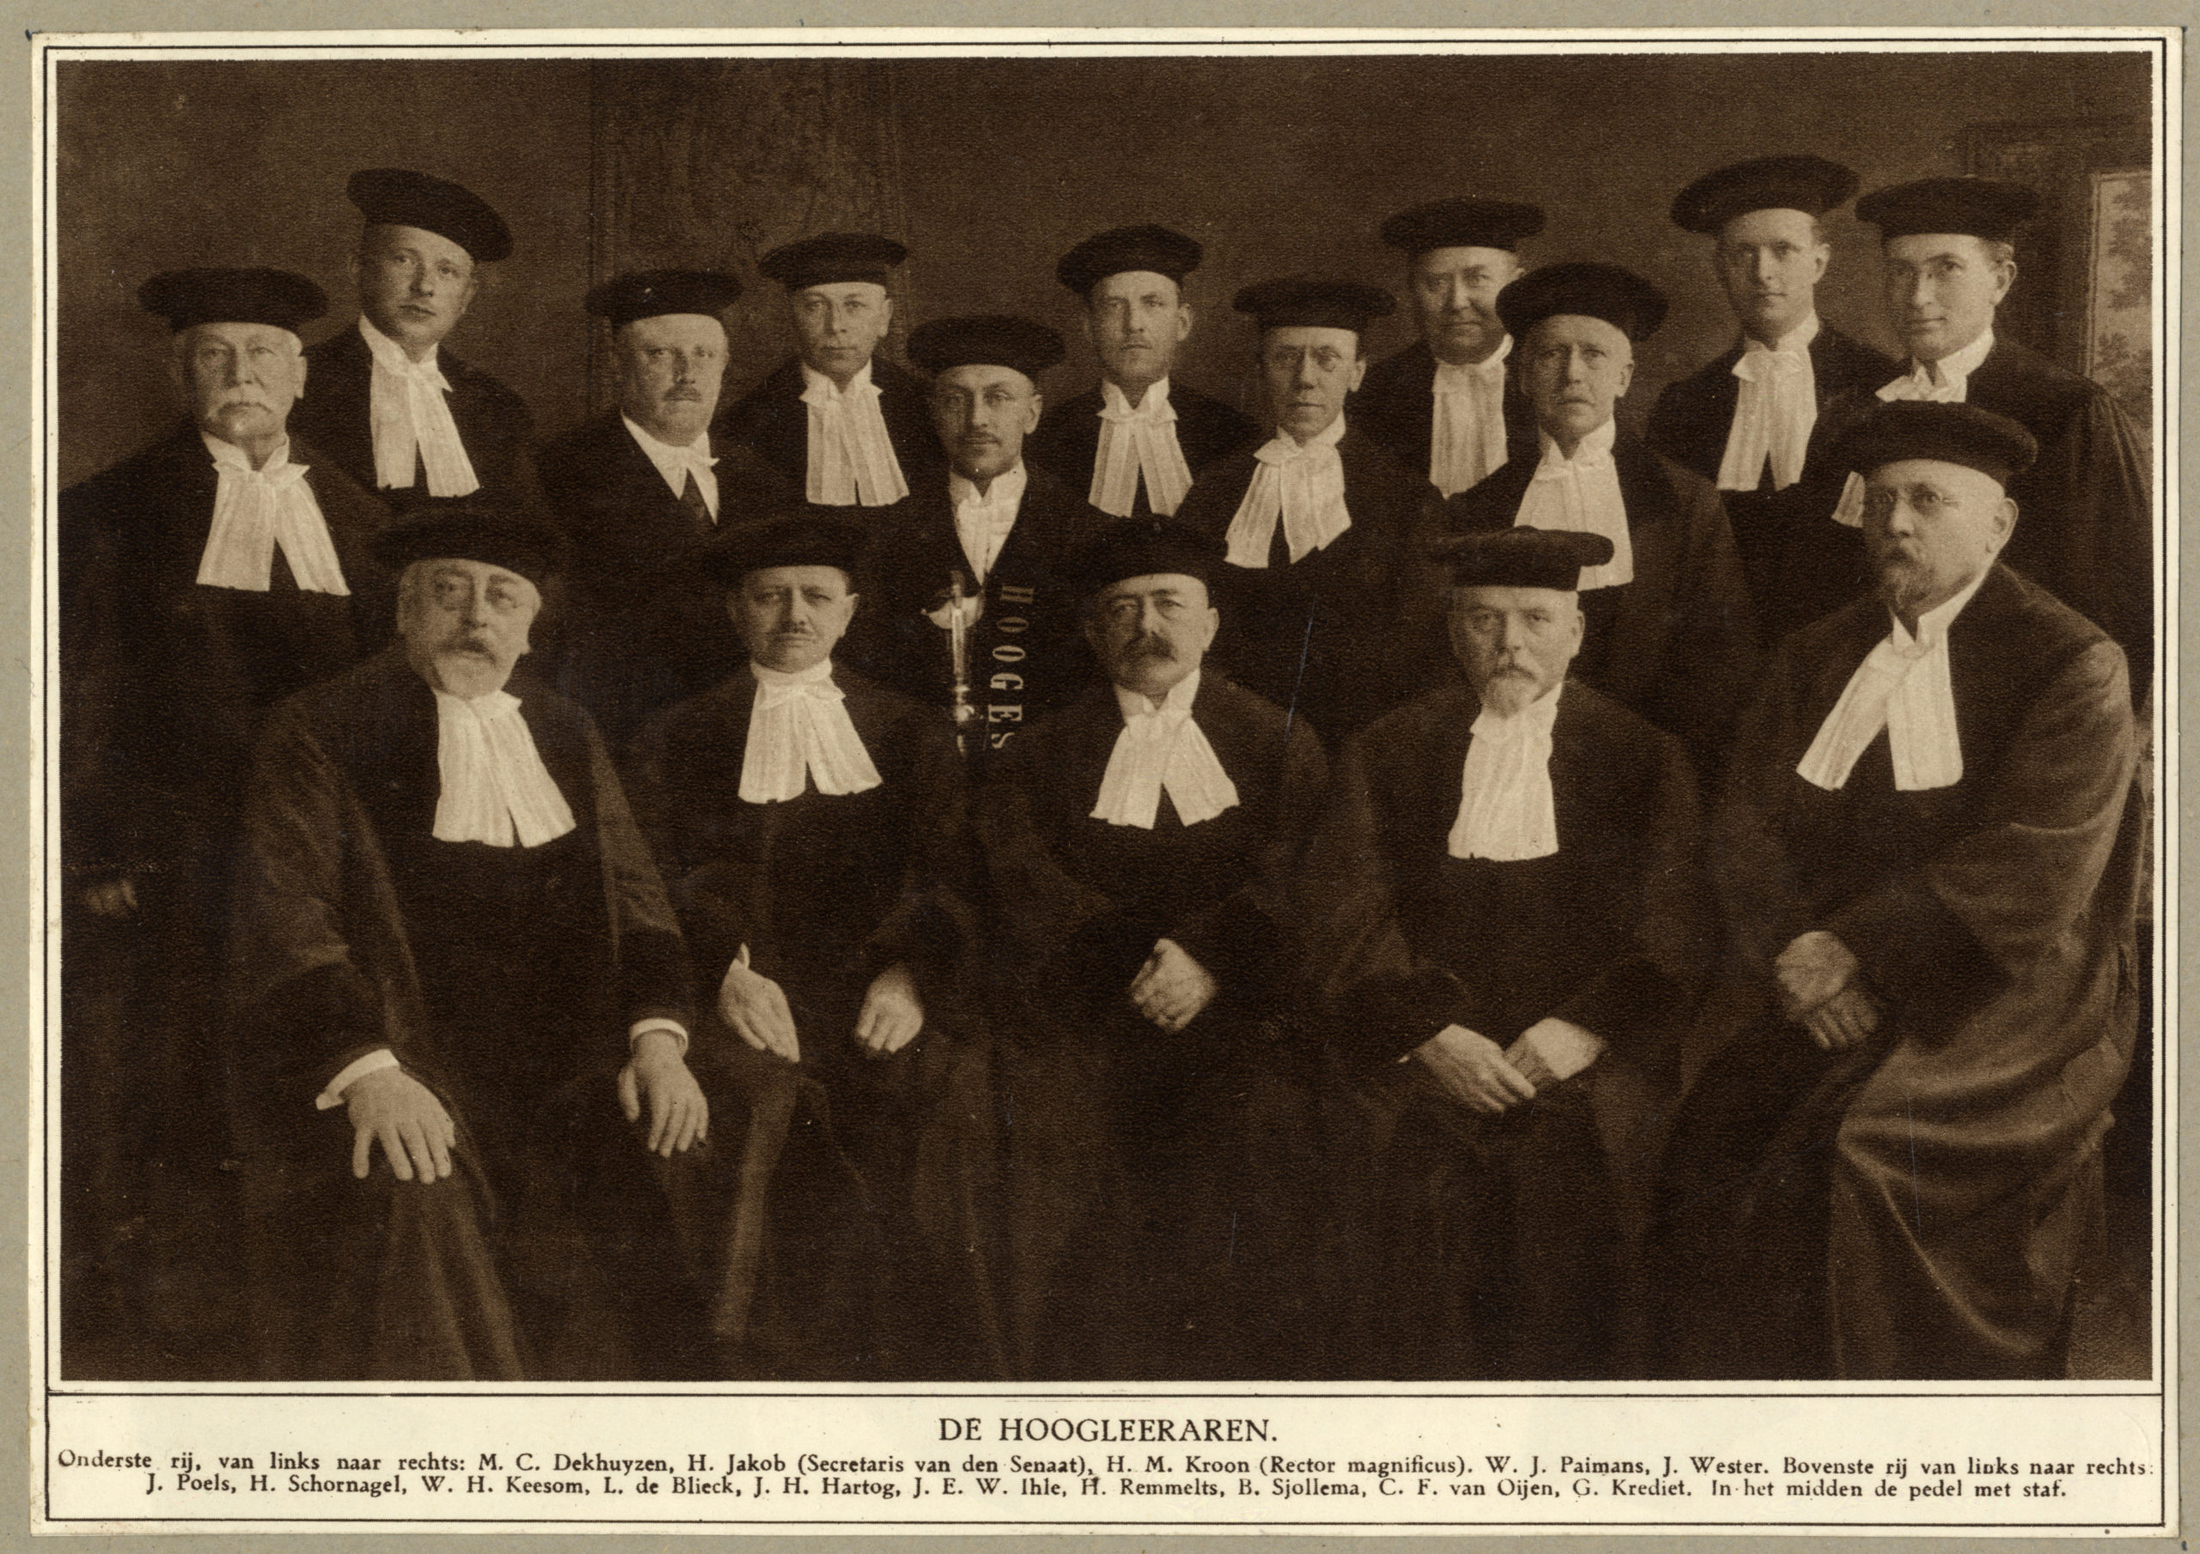 HOOGES
DE HOOGLEERAREN.
Onderste rij, van links naar rechts: M. C. Dekhuyzen, H. Jakob (Secretaris van den Senaat), H. M. Kroon (Rector magnificus). W. J. Paimans, J. Wester. Bovenste rij van links naar rechts:
J. Poels, H. Schornagel, W. H. Keesom, L. de Blieck, J. H. Hartog, J. E. W. Ihle, H. Remmelts, B. Sjollema, C. F. van Oijen, G. Krediet. In het midden de pedel met staf.